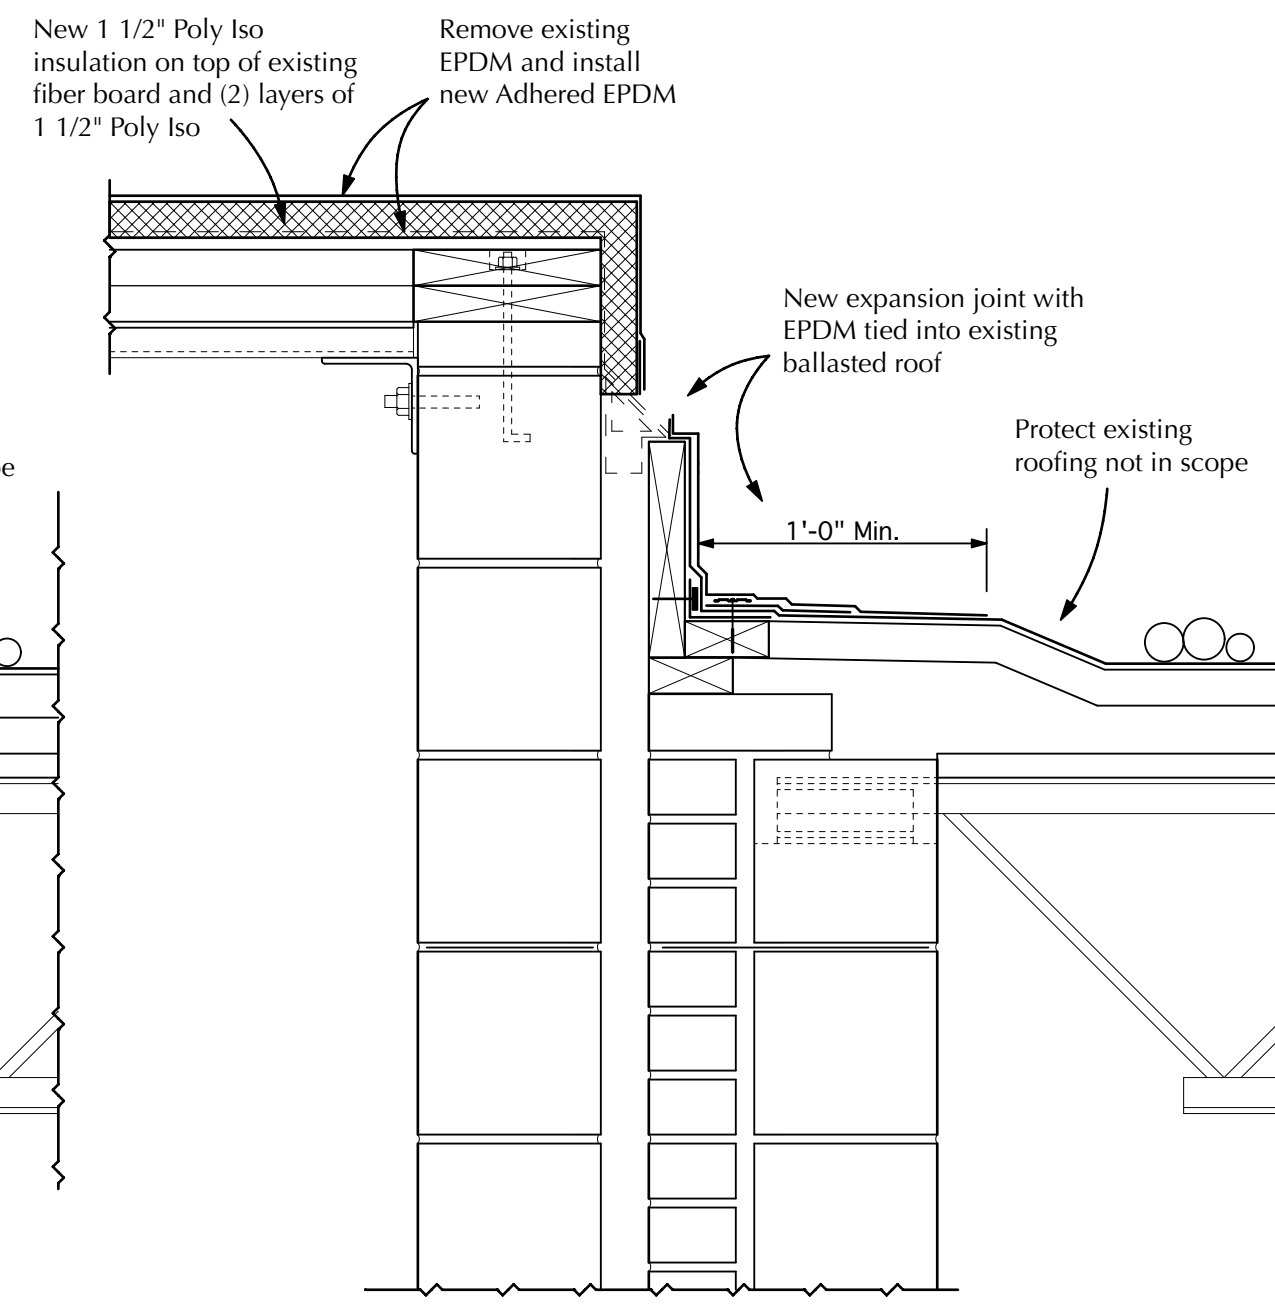 New 1 1/2" Poly Iso
insulation on top of existing
fiber board and (2) layers of
1 1/2" Poly Iso
Remove existing
EPDM and install
new Adhered EPDM
New expansion joint with
EPDM tied into existing
ballasted roof
Protect existing
roofing not in scope
1'-0" Min.